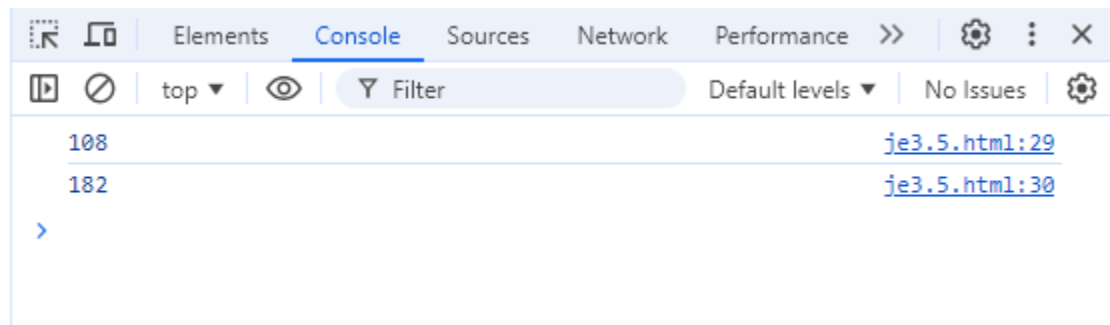 Elements Console Sources Network Performance
top Filter Default levels No Issues
108 je3.5.html:29
182 je3.5.html:30